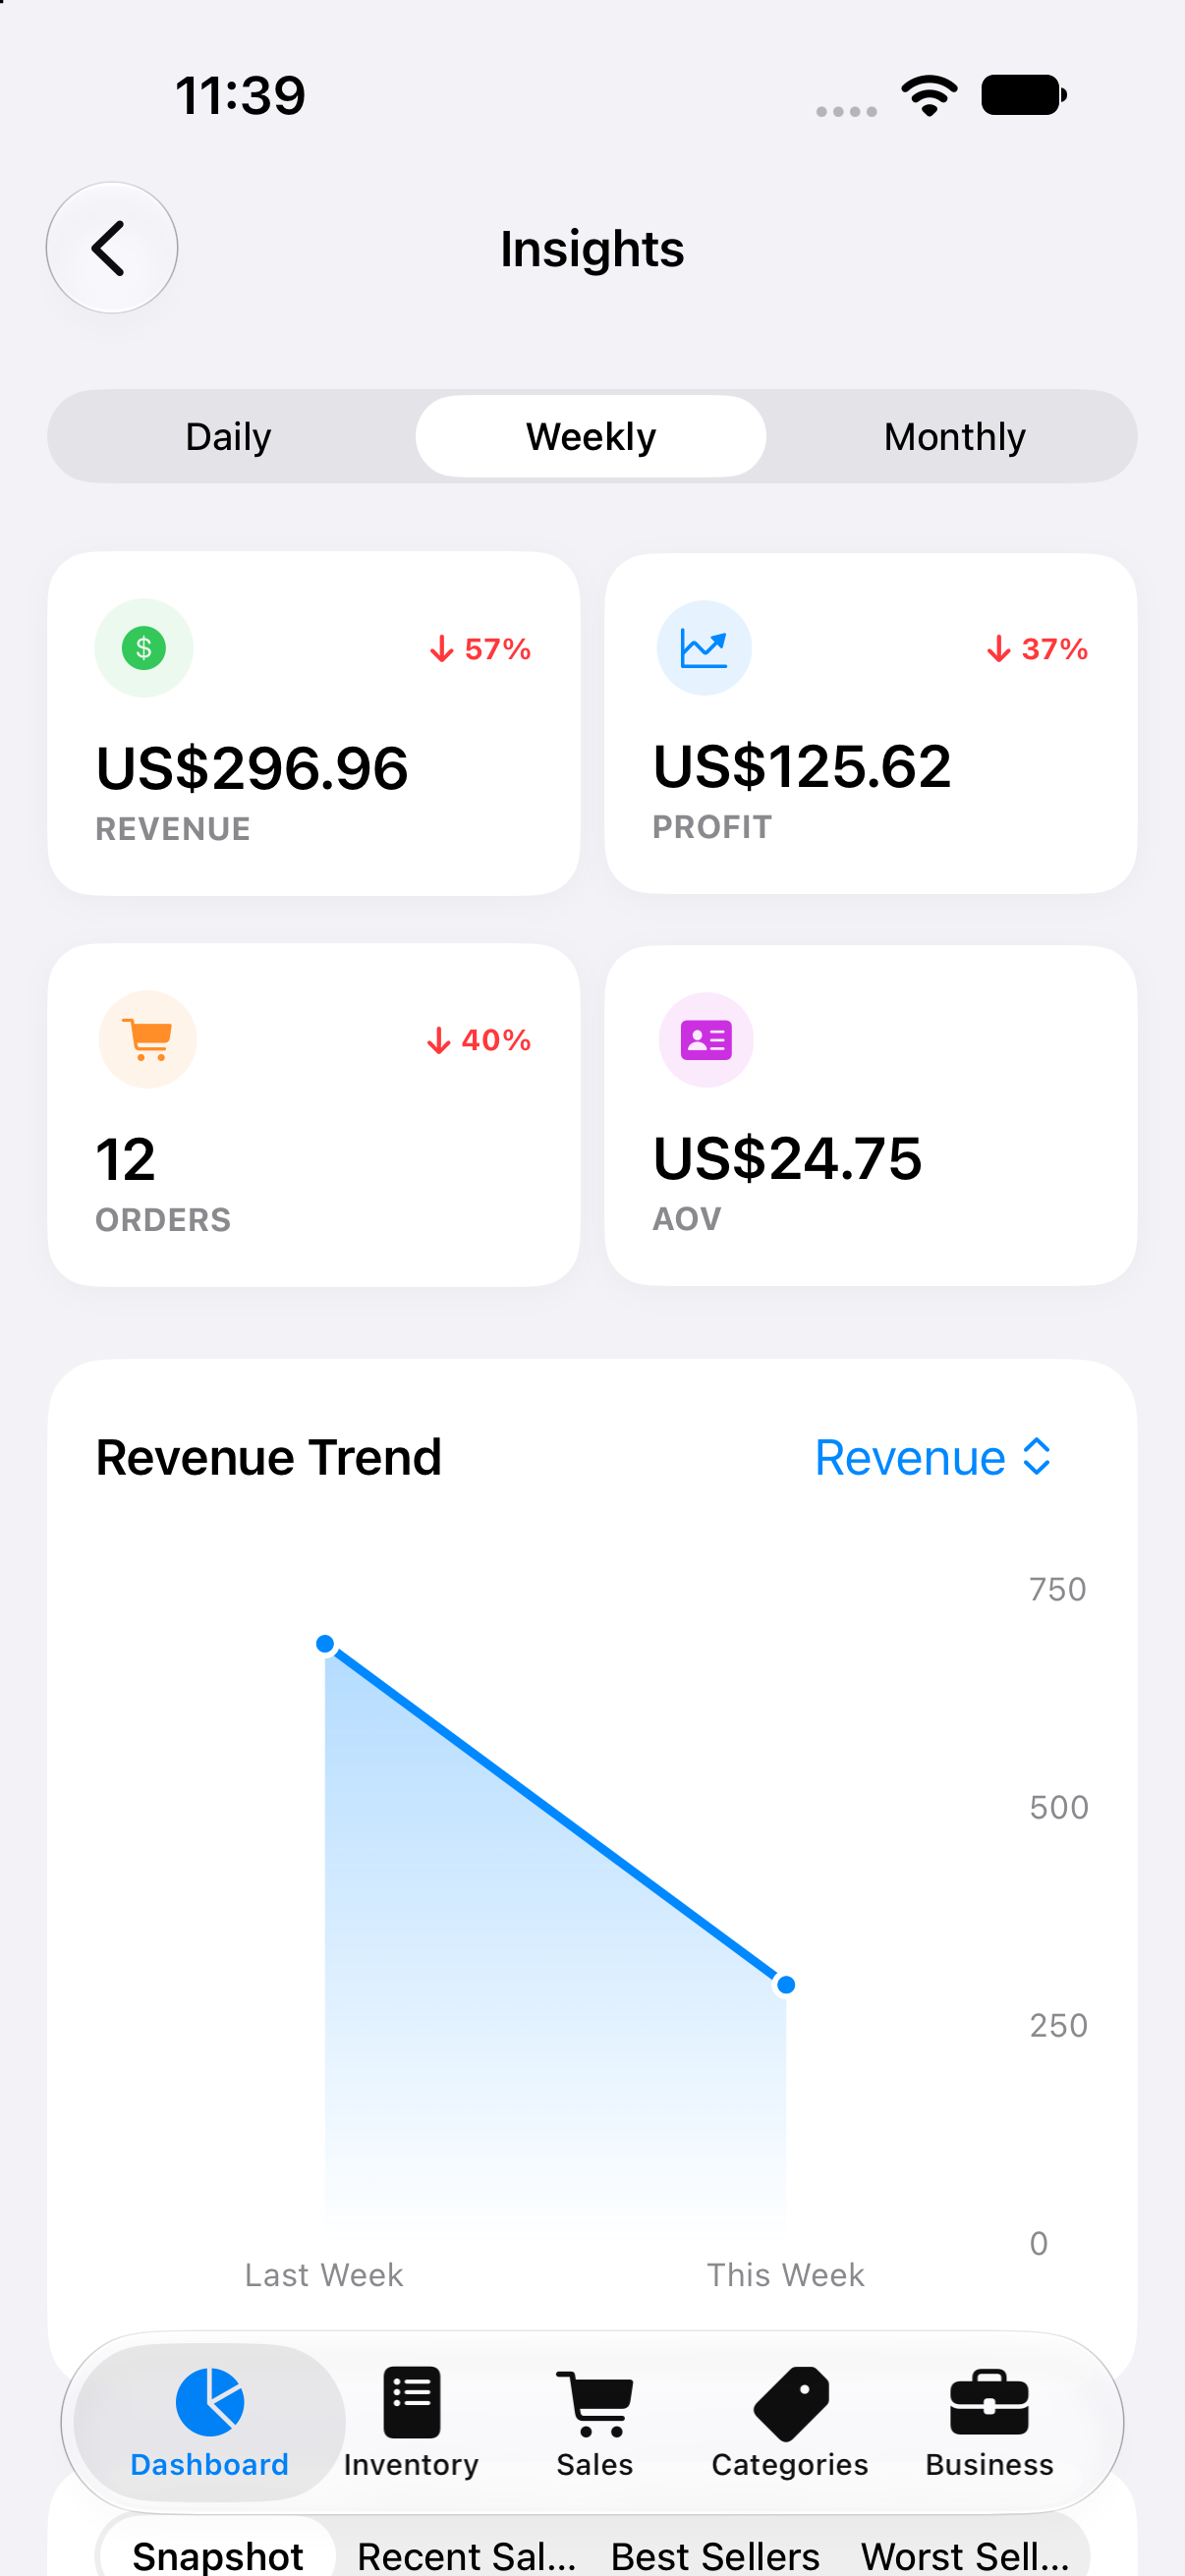 11:39
Insights
Daily Weekly Monthly
$ 57% 37%
US$296.96 US$125.62
REVENUE PROFIT
40%
12 US$24.75
ORDERS AOV
Revenue Trend Revenue
750
500
250
0
Last Week This Week
Dashboard Inventory Sales Categories Business
Snapshot Recent Sal... Best Sellers Worst Sell...